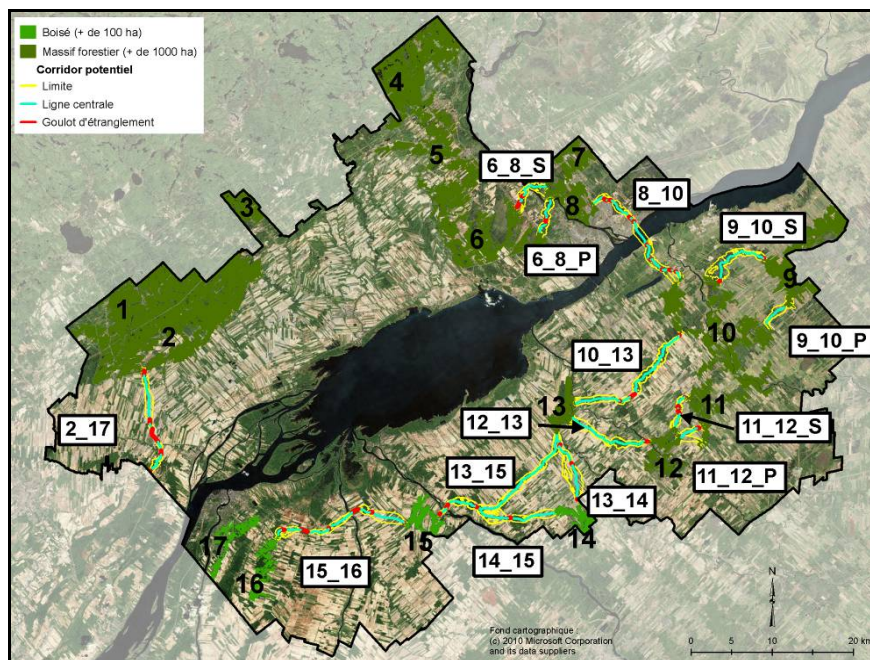 Boisé (+ de 100 ha)
Massif forestier (+ de 1000 ha)
Corridor potentiel
Limite
Ligne centrale
Goulot d'étranglement
4
5
6_8_S
7
8_10
3
8
9_10_S
6
6_8_P
9
1
2
10
9_10_P
10_13
2_17
12_13
13
11
11_12_S
12
11_12_P
13_15
13_14
17
15
14
16
15_16
14_15
N
Fond cartographique :
(c) 2010 Microsoft Corporation
and its data suppliers
0 5 10 20 km